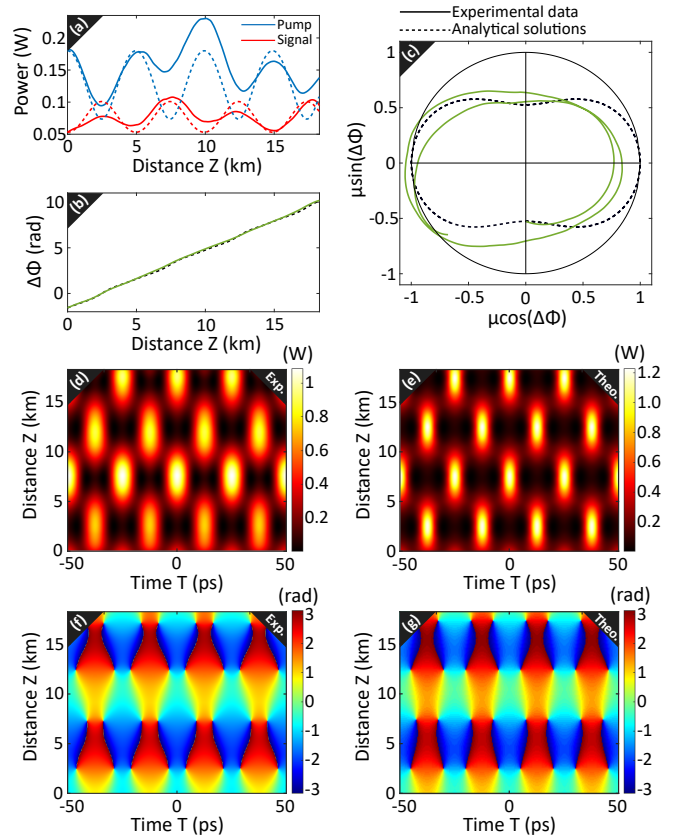 (a)
Pump
Signal
Power (W)
0.2
0.15
0.1
0.05
0
5
10
15
Distance Z (km)
(b)
ΔΦ (rad)
10
5
0
0
5
10
15
Distance Z (km)
Experimental data
Analytical solutions
(c)
μsin(ΔΦ)
1
0.5
0
-0.5
-1
-1
-0.5
0
0.5
1
μcos(ΔΦ)
(d)
Exp.
(W)
1
0.8
0.6
0.4
0.2
Distance Z (km)
15
10
5
0
-50
0
50
Time T (ps)
(e)
Theo.
(W)
1.2
1
0.8
0.6
0.4
0.2
Distance Z (km)
15
10
5
0
-50
0
50
Time T (ps)
(f)
Exp.
(rad)
3
2
1
0
-1
-2
-3
Distance Z (km)
15
10
5
0
-50
0
50
Time T (ps)
(g)
Theo.
(rad)
3
2
1
0
-1
-2
-3
Distance Z (km)
15
10
5
0
-50
0
50
Time T (ps)